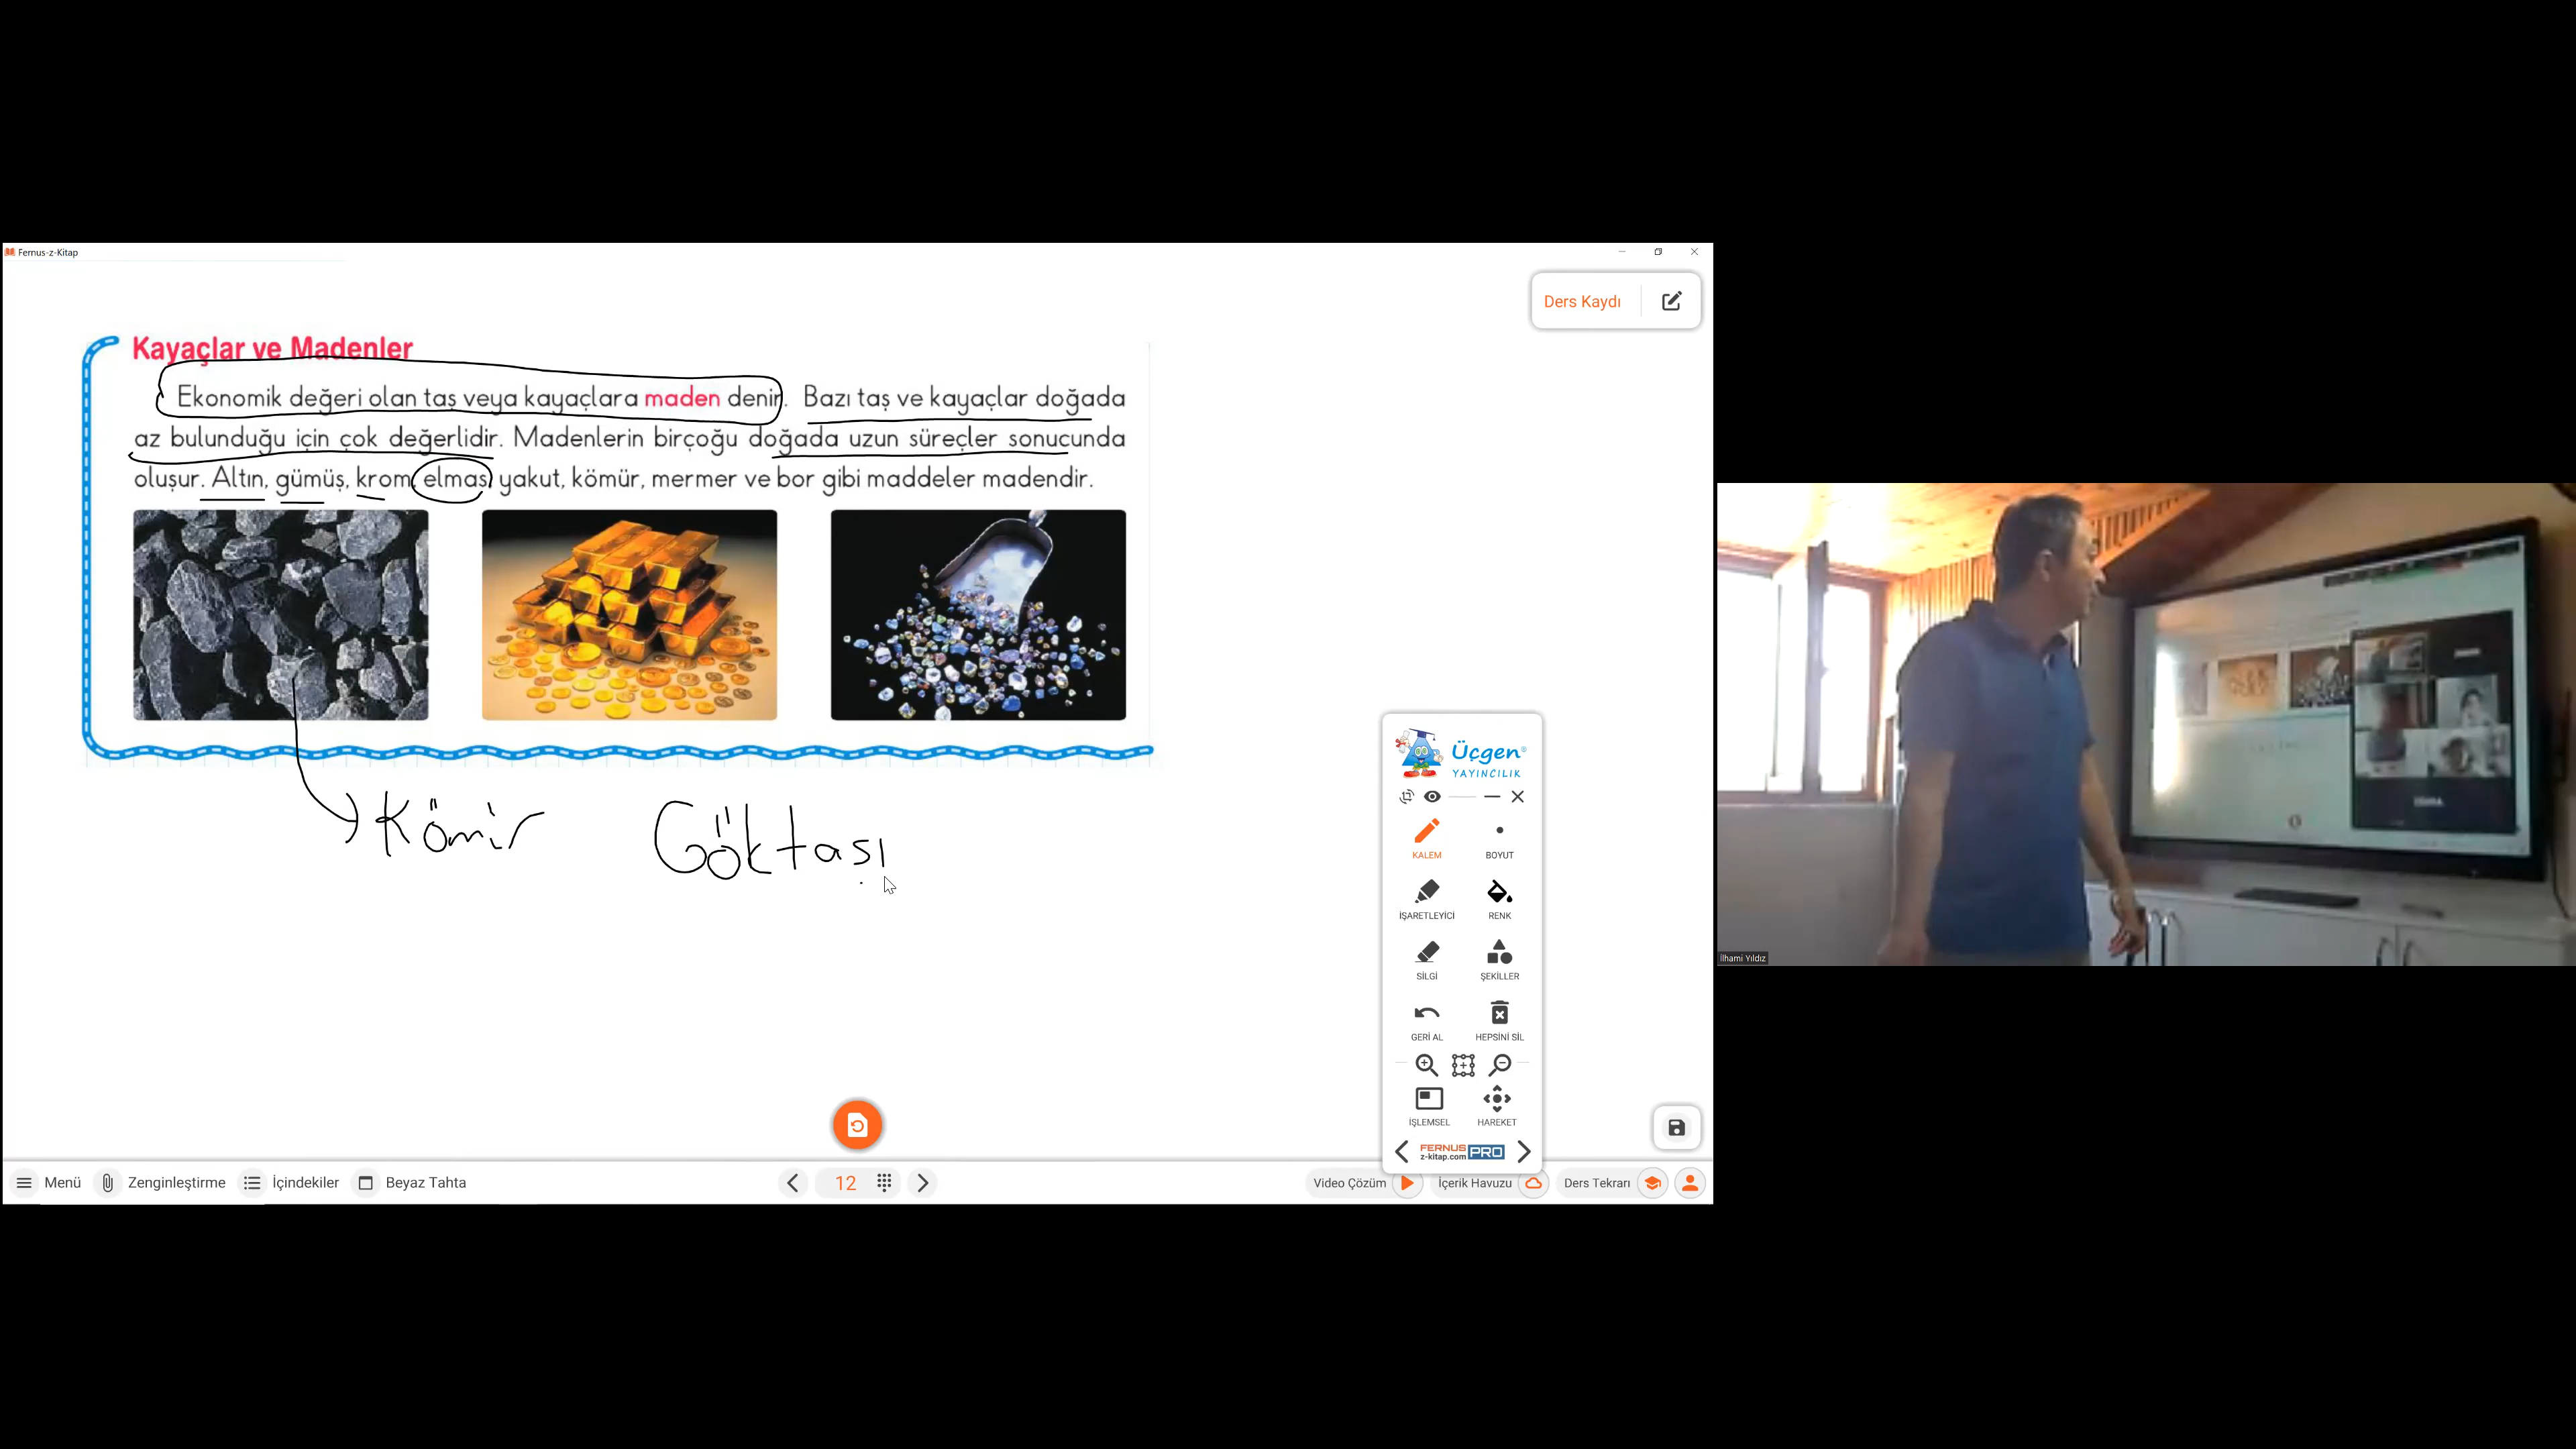 Fernus-z-Kitap
Ders Kaydı
Kayaçlar ve Madenler
Ekonomik değeri olan taş veya kayaçlara maden denir. Bazı taş ve kayaçlar doğada
az bulunduğu için çok değerlidir. Madenlerin birçoğu doğada uzun süreçler sonucunda
oluşur. Altın, gümüş, krom, elmas, yakut, kömür, mermer ve bor gibi maddeler madendir.
Kömir
Göktaşı
Üçgen
YAYINCILIK
KALEM
BOYUT
İŞARETLEYİCİ
RENK
SİLGİ
ŞEKİLLER
GERİ AL
HEPSİNİ SİL
İŞLEMSEL
HAREKET
FERNUS
z-kitap.com
PRO
Menü
Zenginleştirme
İçindekiler
Beyaz Tahta
12
Video Çözüm
İçerik Havuzu
Ders Tekrarı
İlhami Yıldız